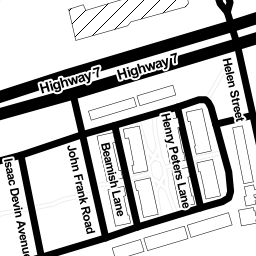 Highway 7
Highway 7
Helen Street
Henry Peters Lane
Beamish Lane
John Frank Road
Isaac Devin Avenue